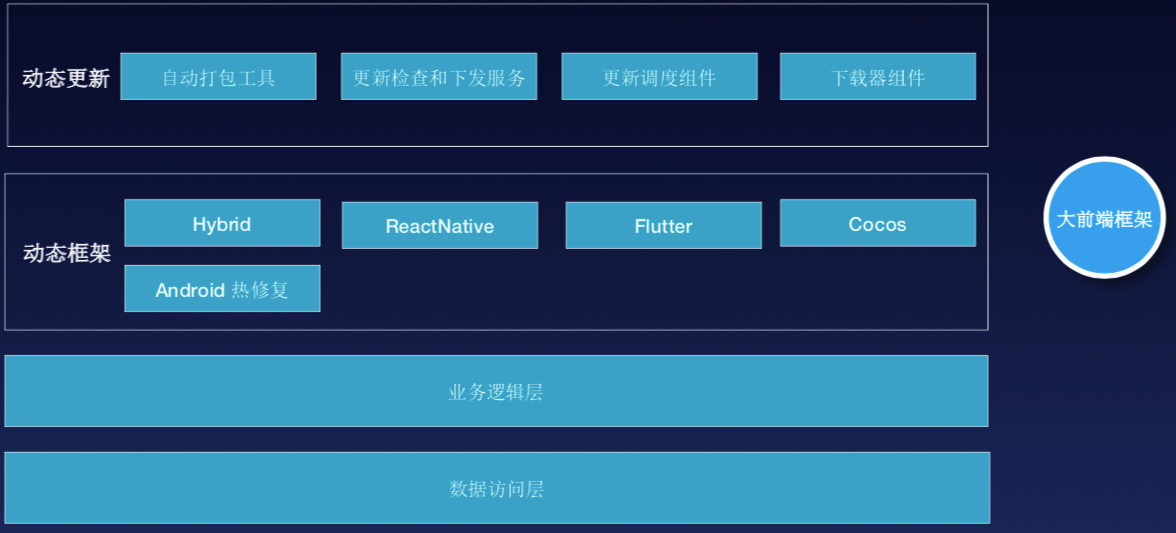 动态更新
自动打包工具
更新检查和下发服务
更新调度组件
下载器组件
大前端框架
动态框架
Hybrid
ReactNative
Flutter
Cocos
Android 热修复
业务逻辑层
数据访问层